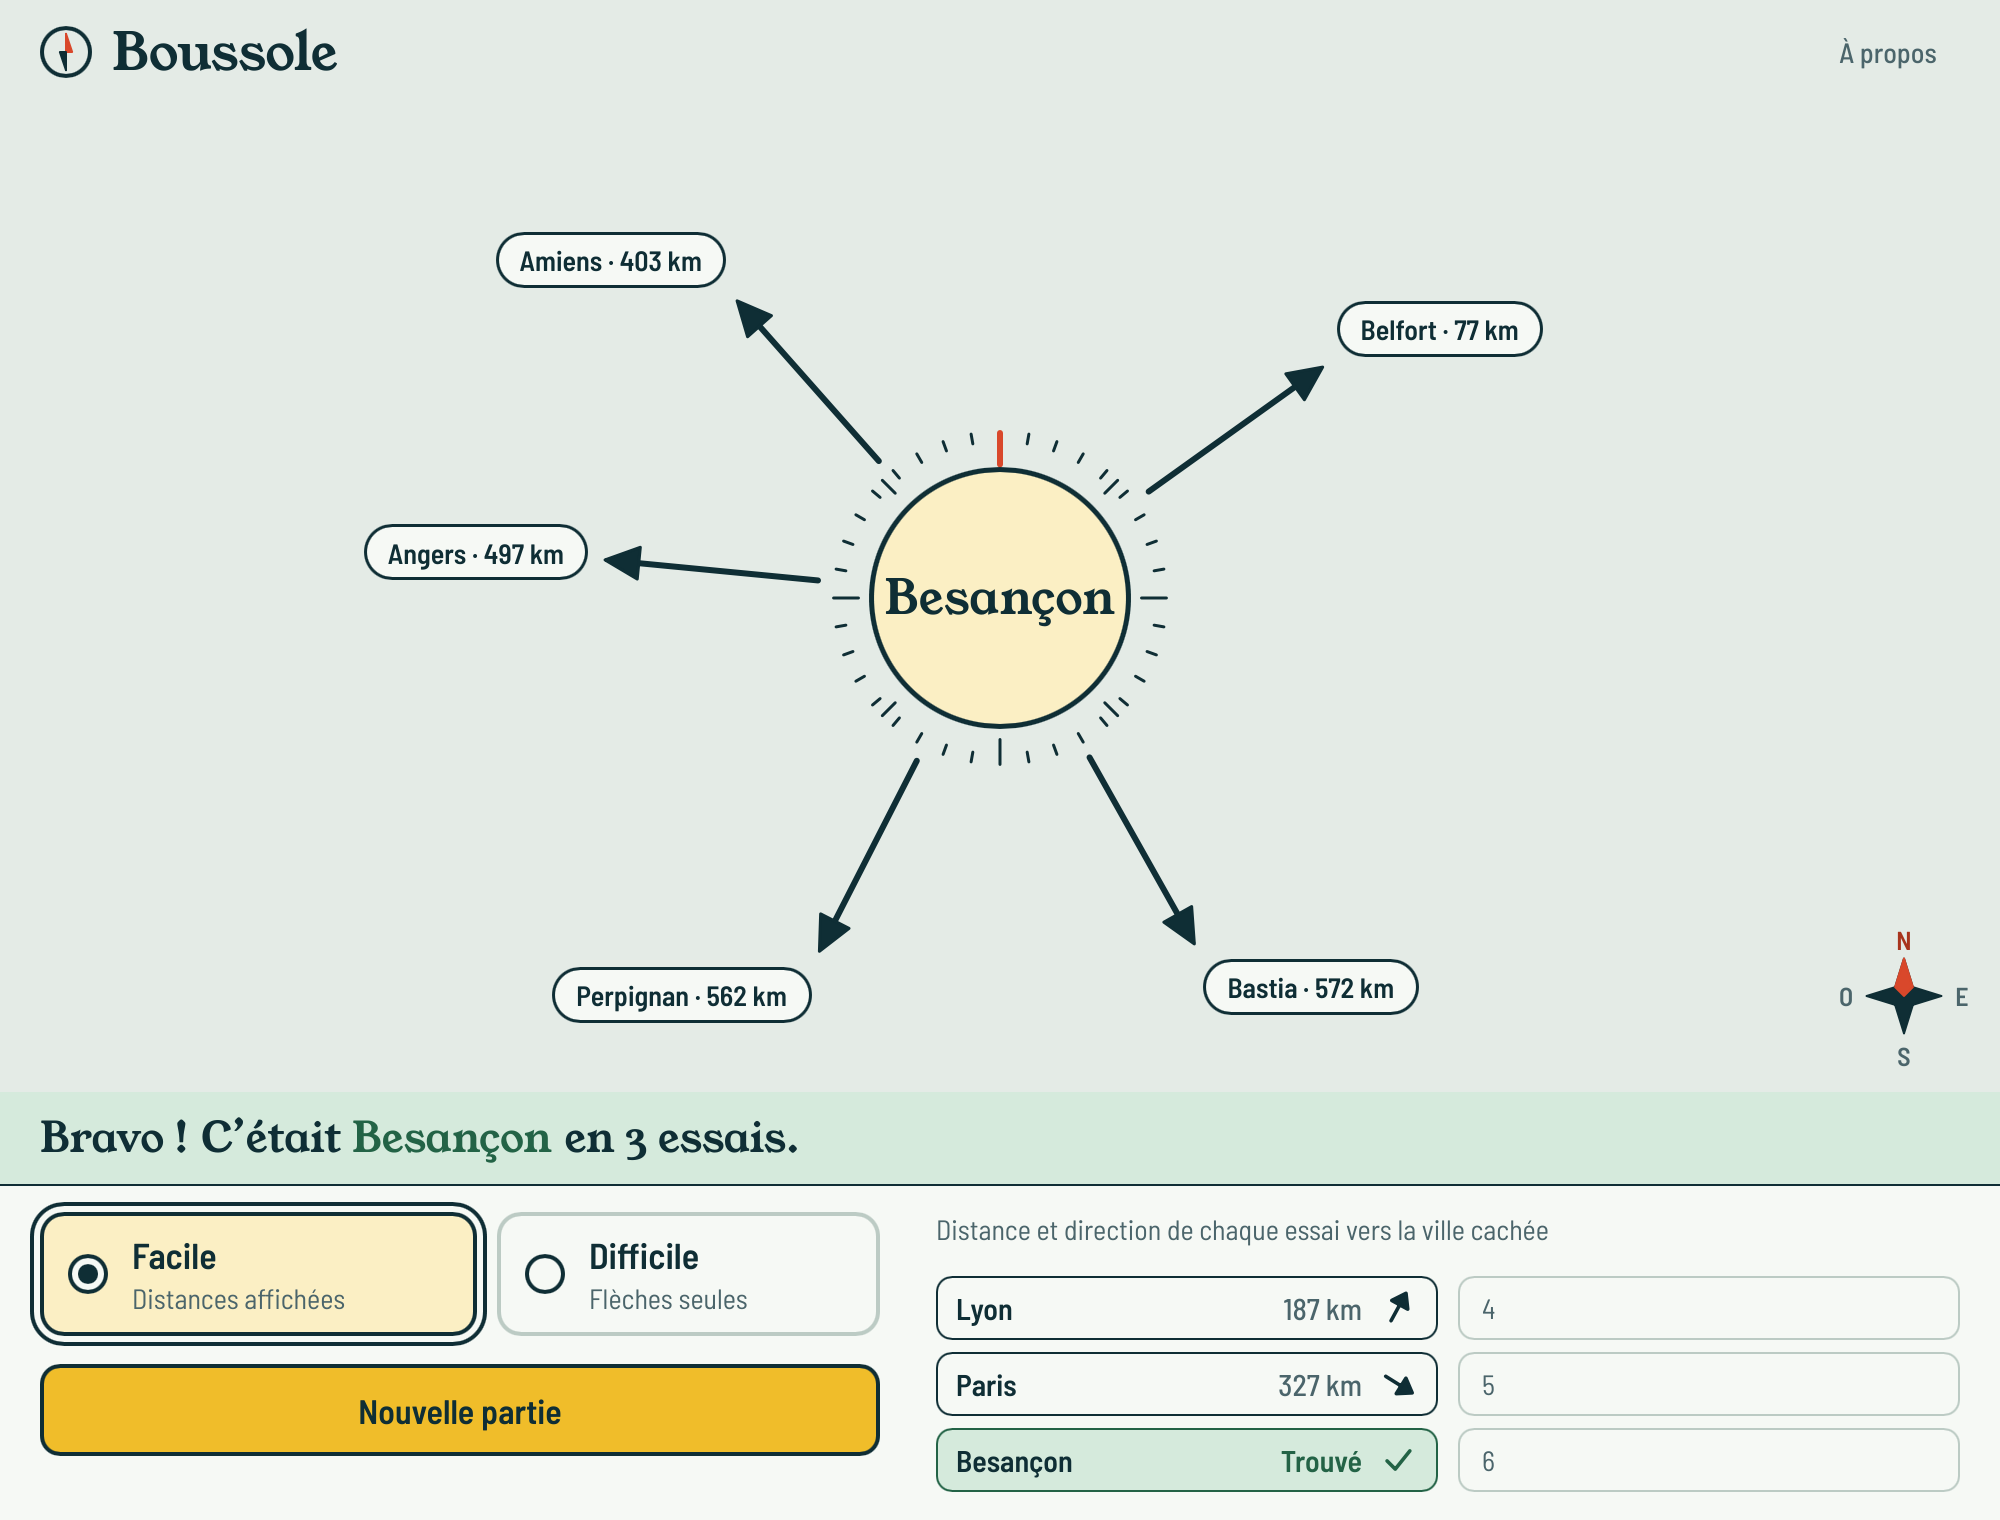 Boussole
À propos
Amiens · 403 km
Belfort · 77 km
Angers · 497 km
Besançon
Perpignan · 562 km
Bastia · 572 km
N
O
E
S
Bravo ! C’était Besançon en 3 essais.
Facile
Distances affichées
Difficile
Flèches seules
Nouvelle partie
Distance et direction de chaque essai vers la ville cachée
Lyon 187 km
Paris 327 km
Besançon Trouvé
4
5
6